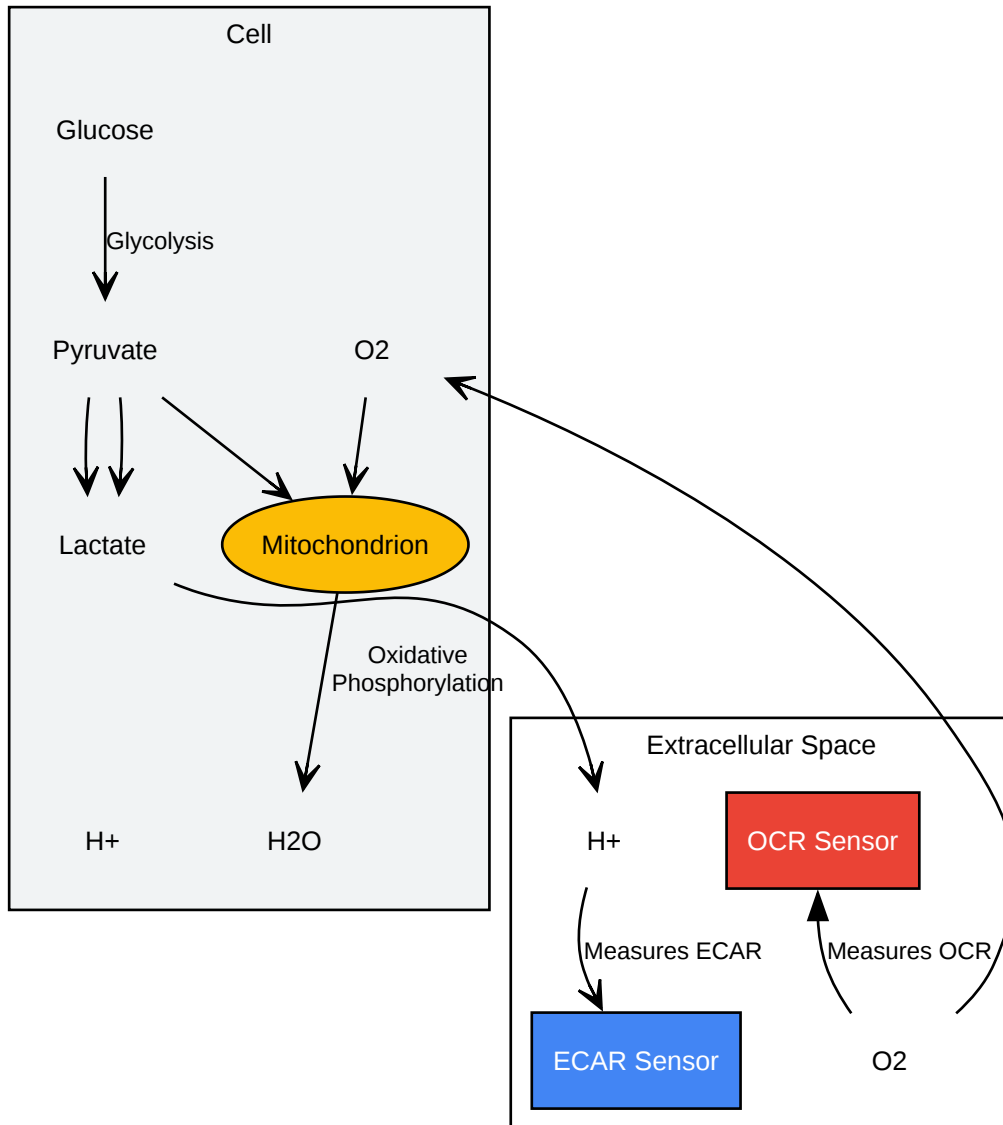 Cell
Glucose
Glycolysis
Pyruvate
O2
Lactate
Mitochondrion
Oxidative
Phosphorylation
H+
H2O
Extracellular Space
H+
OCR Sensor
Measures ECAR
Measures OCR
ECAR Sensor
O2